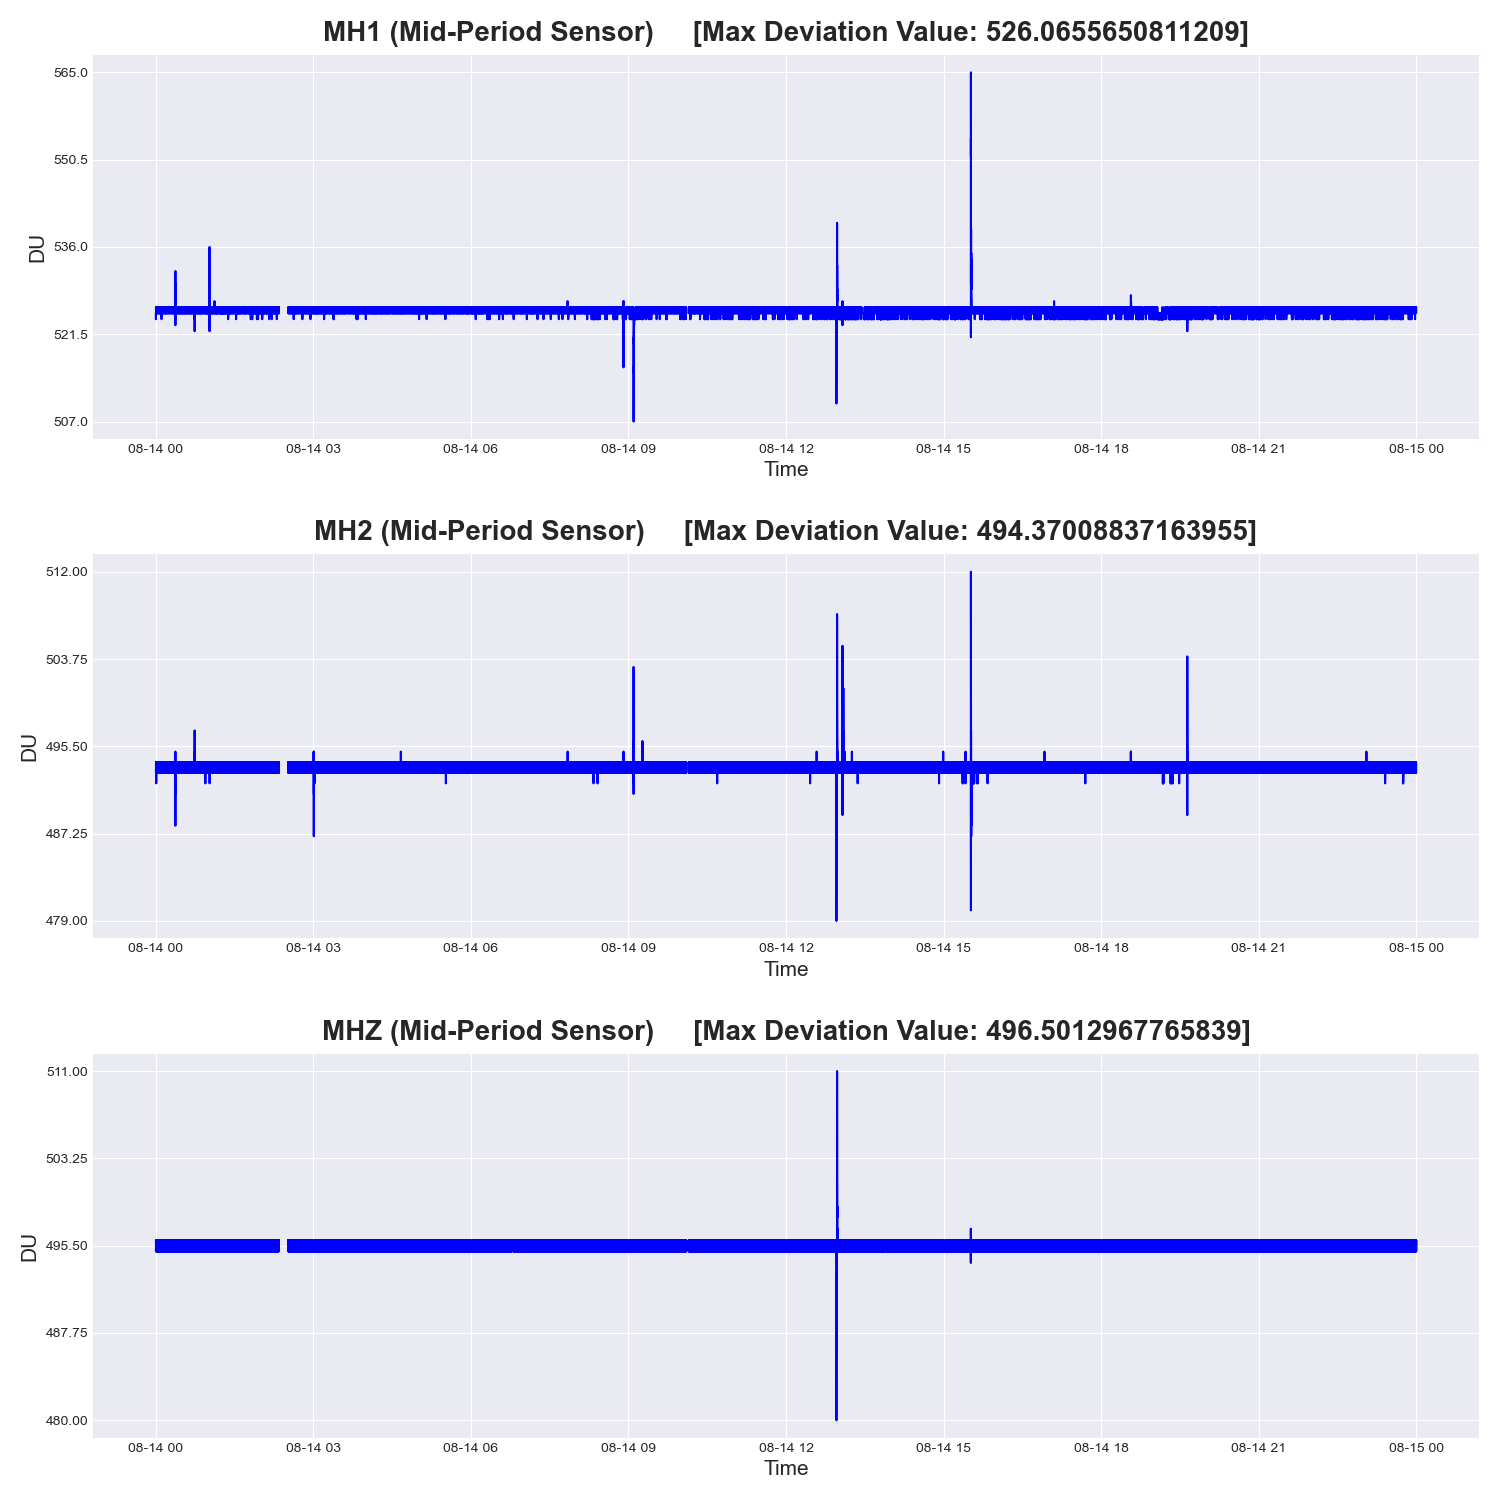 MH1 (Mid-Period Sensor) [Max Deviation Value: 526.0655650811209]
565.0
550.5
536.0
521.5
507.0
DU
08-14 00 08-14 03 08-14 06 08-14 09 08-14 12 08-14 15 08-14 18 08-14 21 08-15 00
Time
MH2 (Mid-Period Sensor) [Max Deviation Value: 494.37008837163955]
512.00
503.75
495.50
487.25
479.00
DU
08-14 00 08-14 03 08-14 06 08-14 09 08-14 12 08-14 15 08-14 18 08-14 21 08-15 00
Time
MHZ (Mid-Period Sensor) [Max Deviation Value: 496.5012967765839]
511.00
503.25
495.50
487.75
480.00
DU
08-14 00 08-14 03 08-14 06 08-14 09 08-14 12 08-14 15 08-14 18 08-14 21 08-15 00
Time